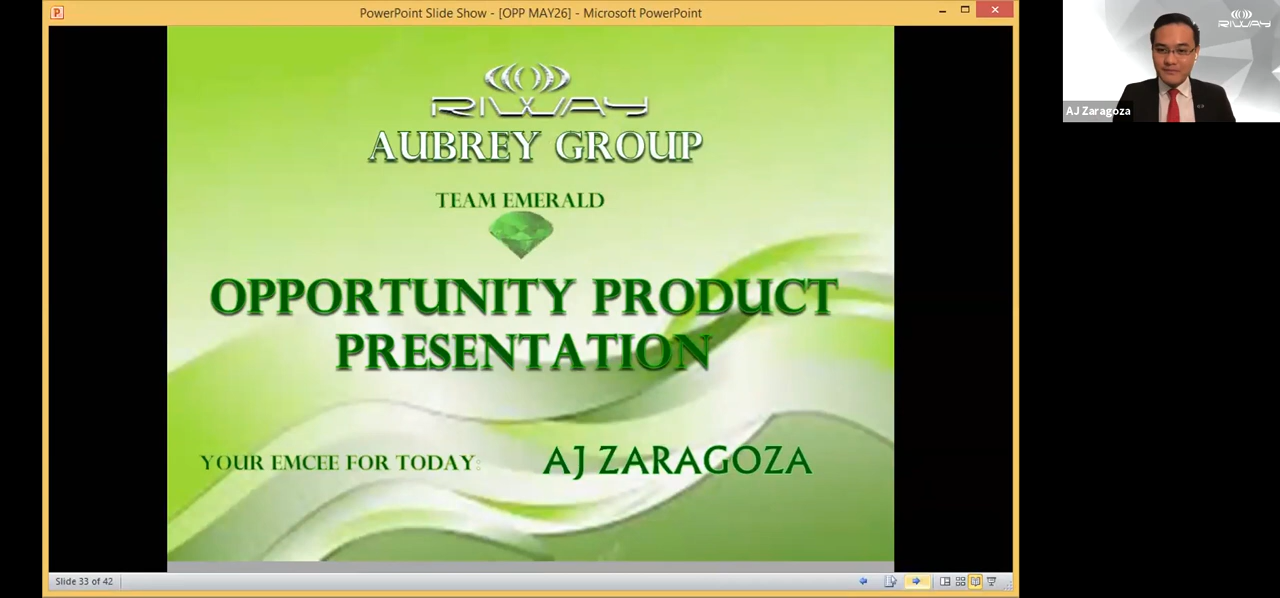 PowerPoint Slide Show - [OPP MAY26] - Microsoft PowerPoint
RIWAY
AUBREY GROUP
TEAM EMERALD
OPPORTUNITY PRODUCT
PRESENTATION
YOUR EMCEE FOR TODAY:
AJ ZARAGOZA
Slide 33 of 42
RIWAY
AJ Zaragoza